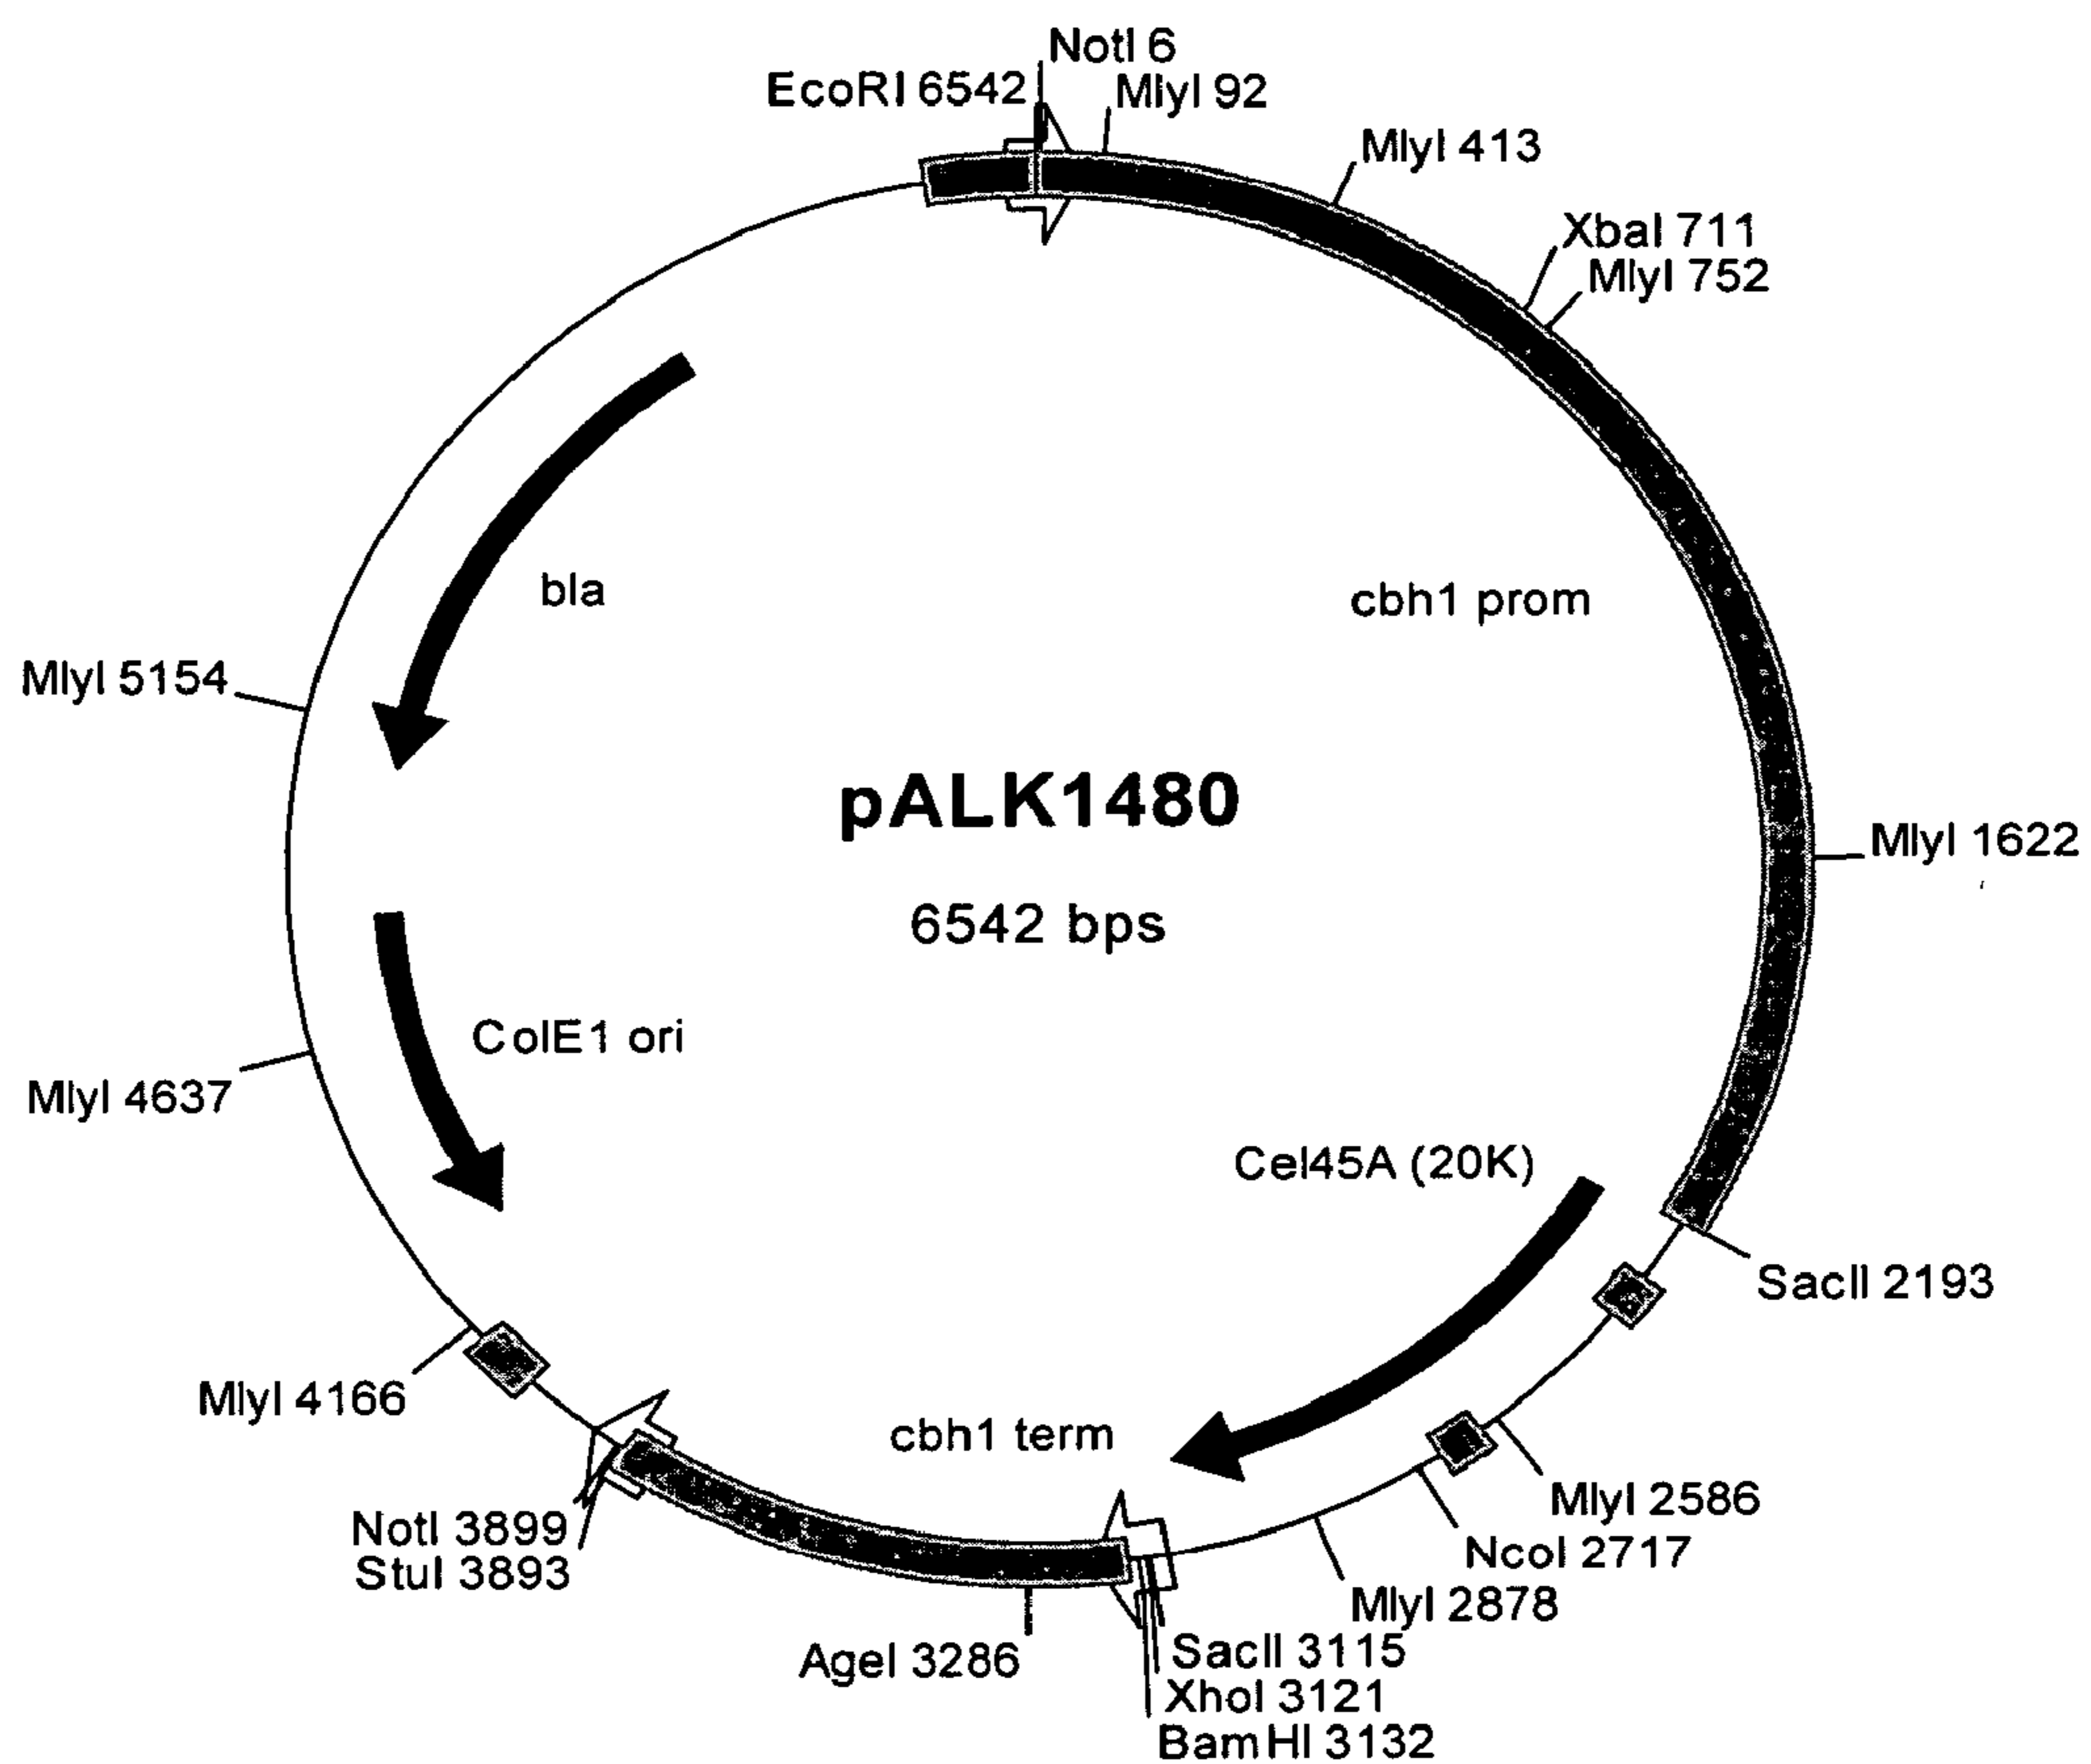 NotI 6
EcoRI 6542
MlyI 92
MlyI 413
XbaI 711
MlyI 752
bla
cbh1 prom
MlyI 5154
pALK1480
MlyI 1622
6542 bps
ColE1 ori
MlyI 4637
Cel45A (20K)
SacII 2193
MlyI 4166
cbh1 term
MlyI 2586
NotI 3899
NcoI 2717
StuI 3893
MlyI 2878
AgeI 3286
SacII 3115
XhoI 3121
BamHI 3132